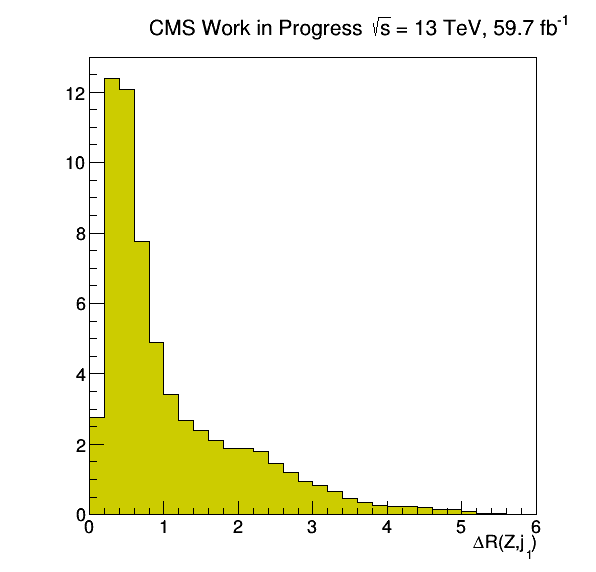 CMS Work in Progress √s = 13 TeV, 59.7 fb⁻¹
12
10
8
6
4
2
0
0 1 2 3 4 5 6
ΔR(Z,j₁)